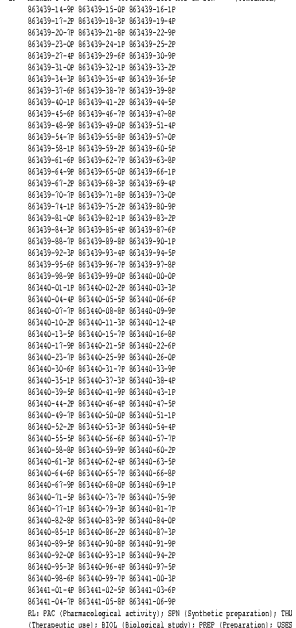 863439-14-9P 863439-15-0P 863439-16-1P
863439-17-2P 863439-18-3P 863439-19-4P
863439-20-7P 863439-21-8P 863439-22-9P
863439-23-0P 863439-24-1P 863439-25-2P
863439-27-4P 863439-29-6P 863439-30-9P
863439-31-0P 863439-32-1P 863439-33-2P
863439-34-3P 863439-35-4P 863439-36-5P
863439-37-6P 863439-38-7P 863439-39-8P
863439-40-1P 863439-41-2P 863439-44-5P
863439-45-6P 863439-46-7P 863439-47-8P
863439-48-9P 863439-49-0P 863439-51-4P
863439-54-7P 863439-55-8P 863439-57-0P
863439-58-1P 863439-59-2P 863439-60-5P
863439-61-6P 863439-62-7P 863439-63-8P
863439-64-9P 863439-65-0P 863439-66-1P
863439-67-2P 863439-68-3P 863439-69-4P
863439-70-7P 863439-71-8P 863439-73-0P
863439-74-1P 863439-75-2P 863439-80-9P
863439-81-0P 863439-82-1P 863439-83-2P
863439-84-3P 863439-85-4P 863439-87-6P
863439-88-7P 863439-89-8P 863439-90-1P
863439-92-3P 863439-93-4P 863439-94-5P
863439-95-6P 863439-96-7P 863439-97-8P
863439-98-9P 863439-99-0P 863440-00-0P
863440-01-1P 863440-02-2P 863440-03-3P
863440-04-4P 863440-05-5P 863440-06-6P
863440-07-7P 863440-08-8P 863440-09-9P
863440-10-2P 863440-11-3P 863440-12-4P
863440-13-5P 863440-15-7P 863440-16-8P
863440-17-9P 863440-21-5P 863440-22-6P
863440-23-7P 863440-25-9P 863440-26-0P
863440-30-6P 863440-31-7P 863440-33-9P
863440-35-1P 863440-37-3P 863440-38-4P
863440-39-5P 863440-41-9P 863440-43-1P
863440-44-2P 863440-46-4P 863440-47-5P
863440-49-7P 863440-50-0P 863440-51-1P
863440-52-2P 863440-53-3P 863440-54-4P
863440-55-5P 863440-56-6P 863440-57-7P
863440-58-8P 863440-59-9P 863440-60-2P
863440-61-3P 863440-62-4P 863440-63-5P
863440-64-6P 863440-65-7P 863440-66-8P
863440-67-9P 863440-68-0P 863440-69-1P
863440-71-5P 863440-73-7P 863440-75-9P
863440-77-1P 863440-79-3P 863440-81-7P
863440-82-8P 863440-83-9P 863440-84-0P
863440-85-1P 863440-86-2P 863440-87-3P
863440-89-5P 863440-90-8P 863440-91-9P
863440-92-0P 863440-93-1P 863440-94-2P
863440-95-3P 863440-96-4P 863440-97-5P
863440-98-6P 863440-99-7P 863441-00-3P
863441-01-4P 863441-02-5P 863441-03-6P
863441-04-7P 863441-05-8P 863441-06-9P
RL: PAC (Pharmacological activity); SPN (Synthetic preparation); THU
(Therapeutic use); BIOL (Biological study); PREP (Preparation); USES